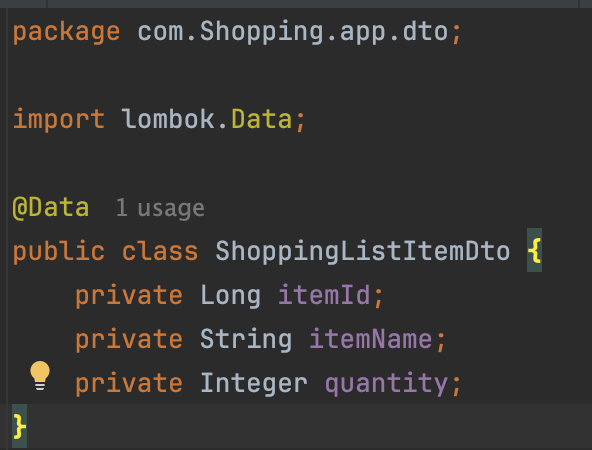 package com.Shopping.app.dto;
import lombok.Data;
@Data 1 usage
public class ShoppingListItemDto {
private Long itemId;
private String itemName;
private Integer quantity;
}